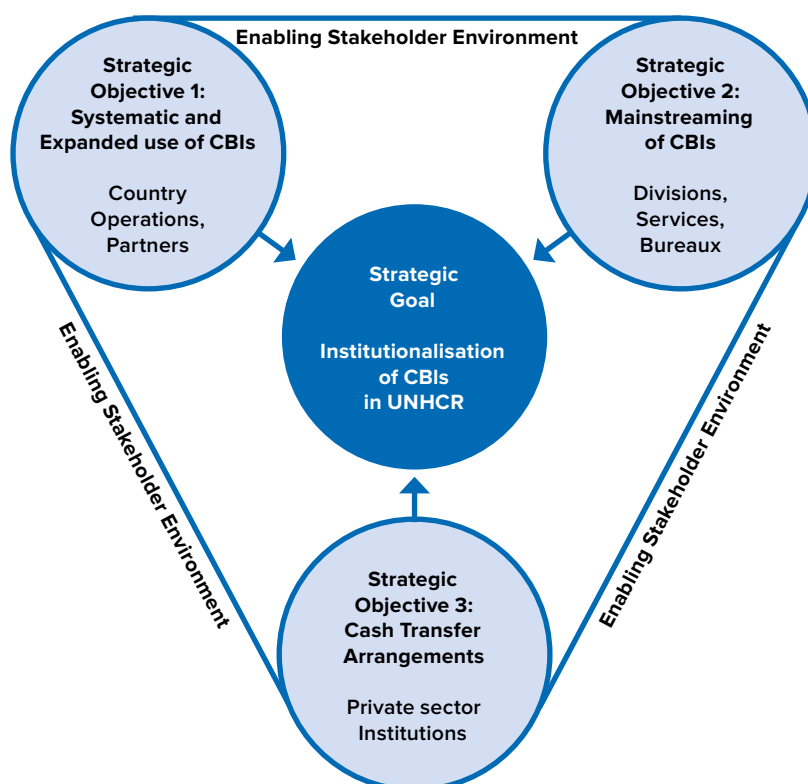 Enabling Stakeholder Environment
Strategic
Objective 1:
Systematic and
Expanded use of CBIs
Country
Operations,
Partners
Strategic
Objective 2:
Mainstreaming
of CBIs
Divisions,
Services,
Bureaux
Strategic
Goal
Institutionalisation
of CBIs
in UNHCR
Enabling Stakeholder Environment
Enabling Stakeholder Environment
Strategic
Objective 3:
Cash Transfer
Arrangements
Private sector
Institutions